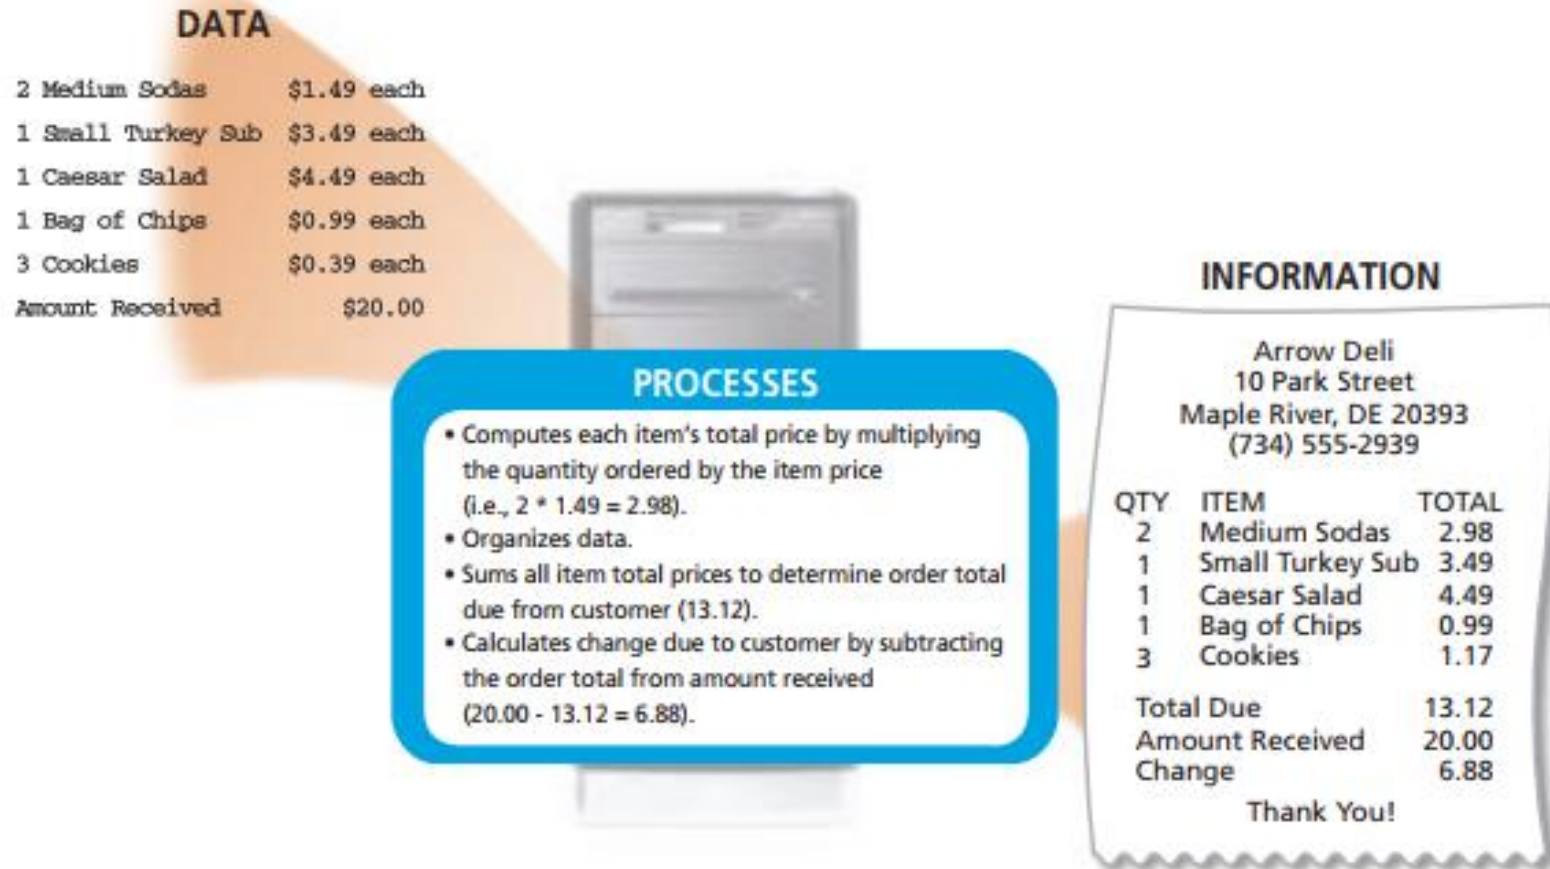 DATA
2 Medium Sodas $1.49 each
1 Small Turkey Sub $3.49 each
1 Caesar Salad $4.49 each
1 Bag of Chips $0.99 each
3 Cookies $0.39 each
Amount Received $20.00
PROCESSES
• Computes each item's total price by multiplying
the quantity ordered by the item price
(i.e., 2 * 1.49 = 2.98).
• Organizes data.
• Sums all item total prices to determine order total
due from customer (13.12).
• Calculates change due to customer by subtracting
the order total from amount received
(20.00 - 13.12 = 6.88).
INFORMATION
Arrow Deli
10 Park Street
Maple River, DE 20393
(734) 555-2939
QTY ITEM TOTAL
2 Medium Sodas 2.98
1 Small Turkey Sub 3.49
1 Caesar Salad 4.49
1 Bag of Chips 0.99
3 Cookies 1.17
Total Due 13.12
Amount Received 20.00
Change 6.88
Thank You!